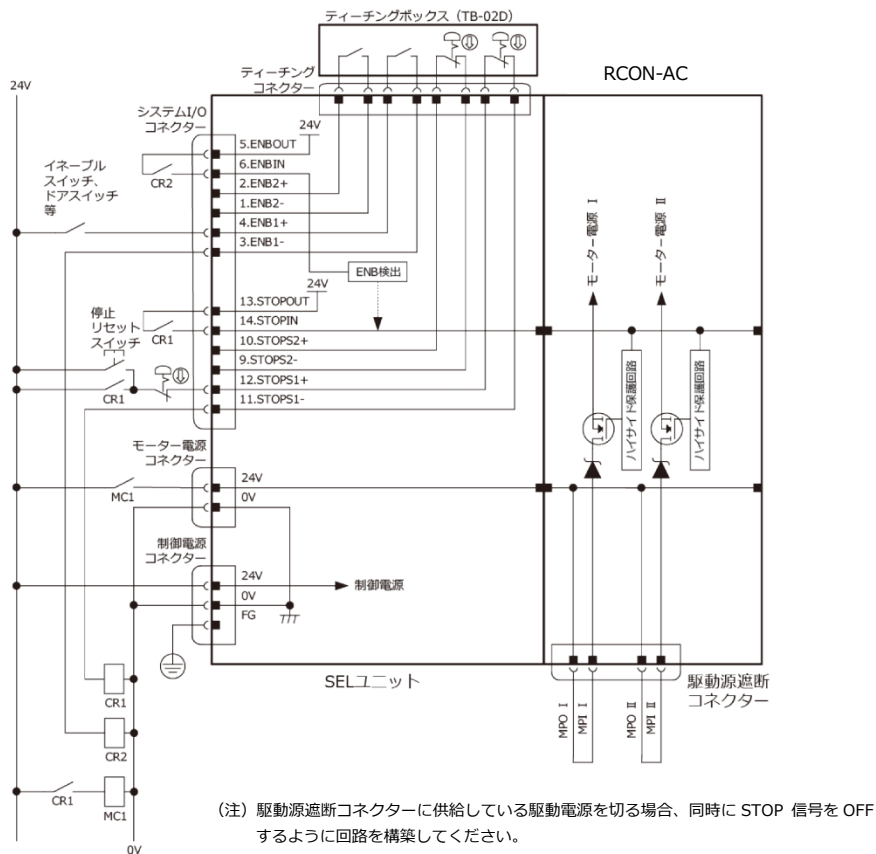 ティーチングボックス（TB-02D）
ティーチング
コネクター
RCON-AC
24V
システムI/O
コネクター
24V
5.ENBOUT
6.ENBIN
2.ENB2+
1.ENB2-
4.ENB1+
3.ENB1-
CR2
イネーブル
スイッチ、
ドアスイッチ
等
ENB検出
24V
13.STOPOUT
14.STOPIN
10.STOPS2+
9.STOPS2-
12.STOPS1+
11.STOPS1-
停止
リセット
スイッチ
CR1
CR1
モーター電源 Ⅰ
モーター電源 Ⅱ
ハイサイド保護回路
ハイサイド保護回路
モーター電源
コネクター
24V
0V
MC1
制御電源
コネクター
24V
0V
FG
制御電源
SELユニット
駆動源遮断
コネクター
MPO Ⅰ
MPI Ⅰ
MPO Ⅱ
MPI Ⅱ
CR1
CR2
CR1
MC1
0V
（注）駆動源遮断コネクターに供給している駆動電源を切る場合、同時に STOP 信号を OFF
するように回路を構築してください。